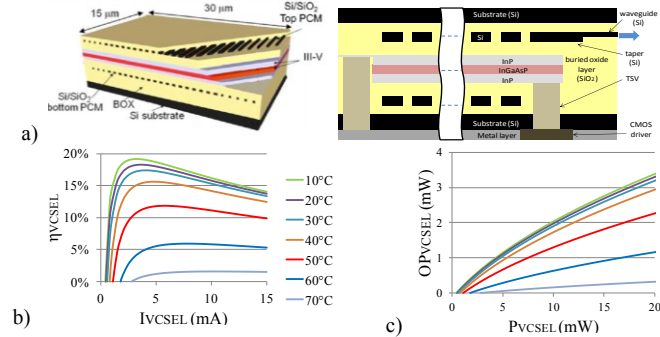 15 μm
30 μm
Si/SiO2
Top PCM
III-V
Si/SiO2
bottom PCM
BOX
Si substrate
a)
Substrate (Si)
waveguide
(Si)
Si
taper
(Si)
InP
InGaAsP
InP
buried oxide
layer
(SiO2)
TSV
Substrate (Si)
Metal layer
CMOS
driver
20%
15%
10%
5%
0%
ηVCSEL
0
5
10
15
IVCSEL (mA)
b)
10°C
20°C
30°C
40°C
50°C
60°C
70°C
4
3
2
1
0
OPVCSEL (mW)
0
5
10
15
20
PVCSEL (mW)
c)